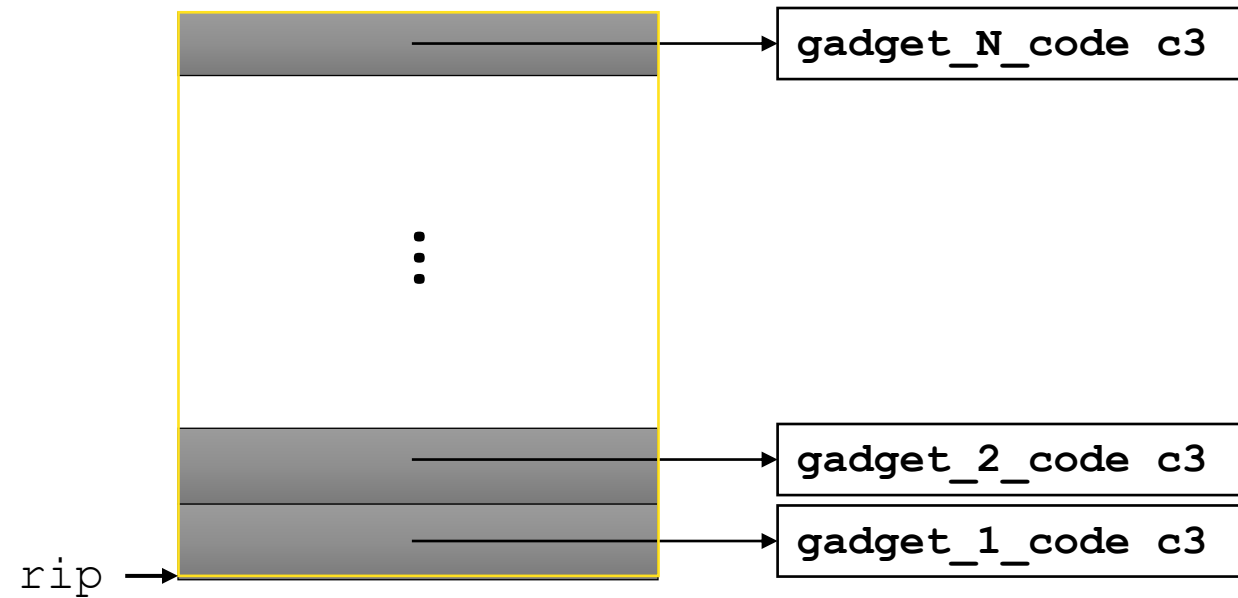 gadget_N_code c3
⋮
gadget_2_code c3
gadget_1_code c3
rip